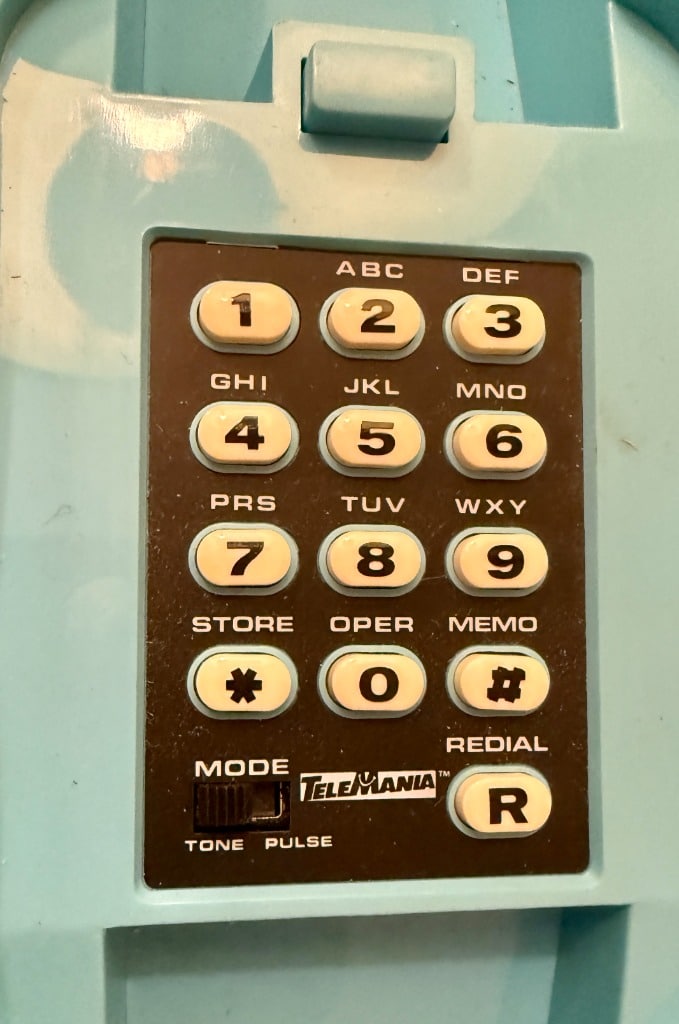 ABC DEF
1 2 3
GHI JKL MNO
4 5 6
PRS TUV WXY
7 8 9
STORE OPER MEMO
* 0 #
REDIAL
MODE TELEMANIA™ R
TONE PULSE